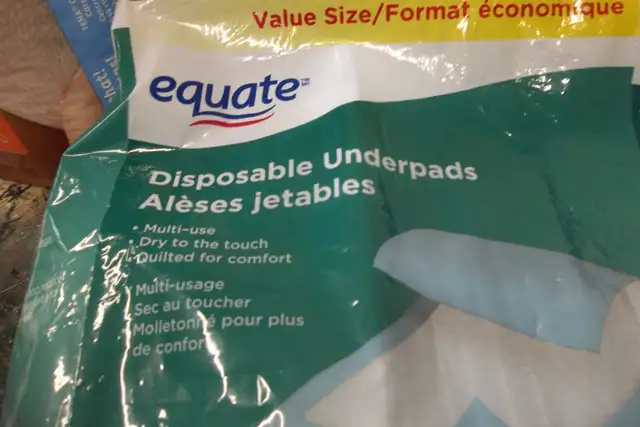 Value Size/Format économique
equate™
Disposable Underpads
Alèses jetables
• Multi-use
• Dry to the touch
• Quilted for comfort
Multi-usage
Sec au toucher
Molletonné pour plus
de confort